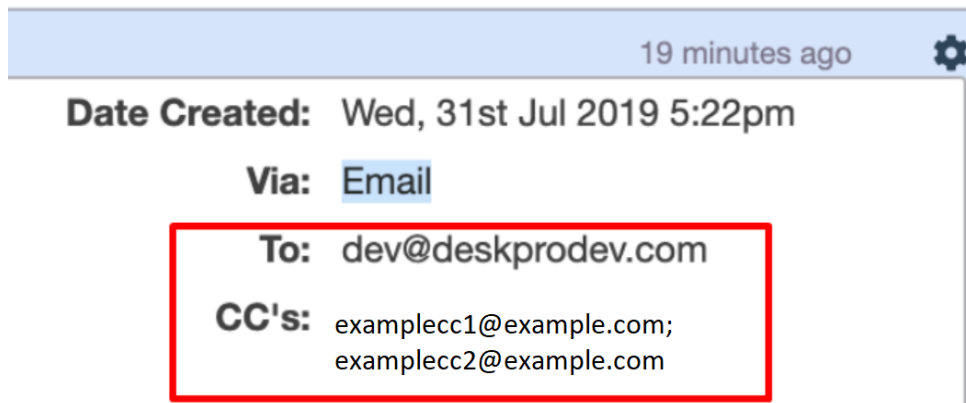 19 minutes ago
Date Created: Wed, 31st Jul 2019 5:22pm
Via: Email
To: dev@deskprodev.com
CC's: examplecc1@example.com;
examplecc2@example.com